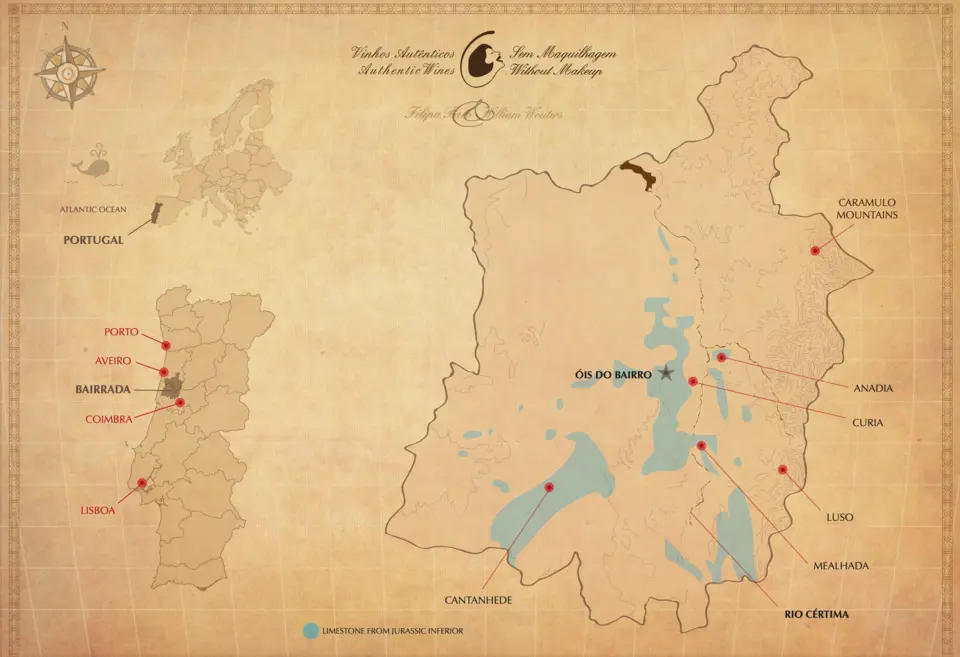 N
Vinhos Autênticos
Authentic Wines
Sem Maquilhagem
Without Makeup
Filipa & William Wouters
ATLANTIC OCEAN
PORTUGAL
CARAMULO
MOUNTAINS
PORTO
AVEIRO
BAIRRADA
COIMBRA
LISBOA
ÓIS DO BAIRRO
ANADIA
CURIA
LUSO
MEALHADA
CANTANHEDE
RIO CÉRTIMA
LIMESTONE FROM JURASSIC INFERIOR